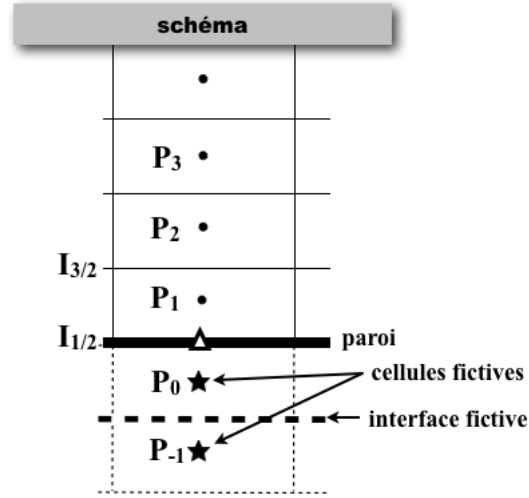 schéma
P3
P2
I3/2
P1
I1/2
paroi
P0
cellules fictives
interface fictive
P-1